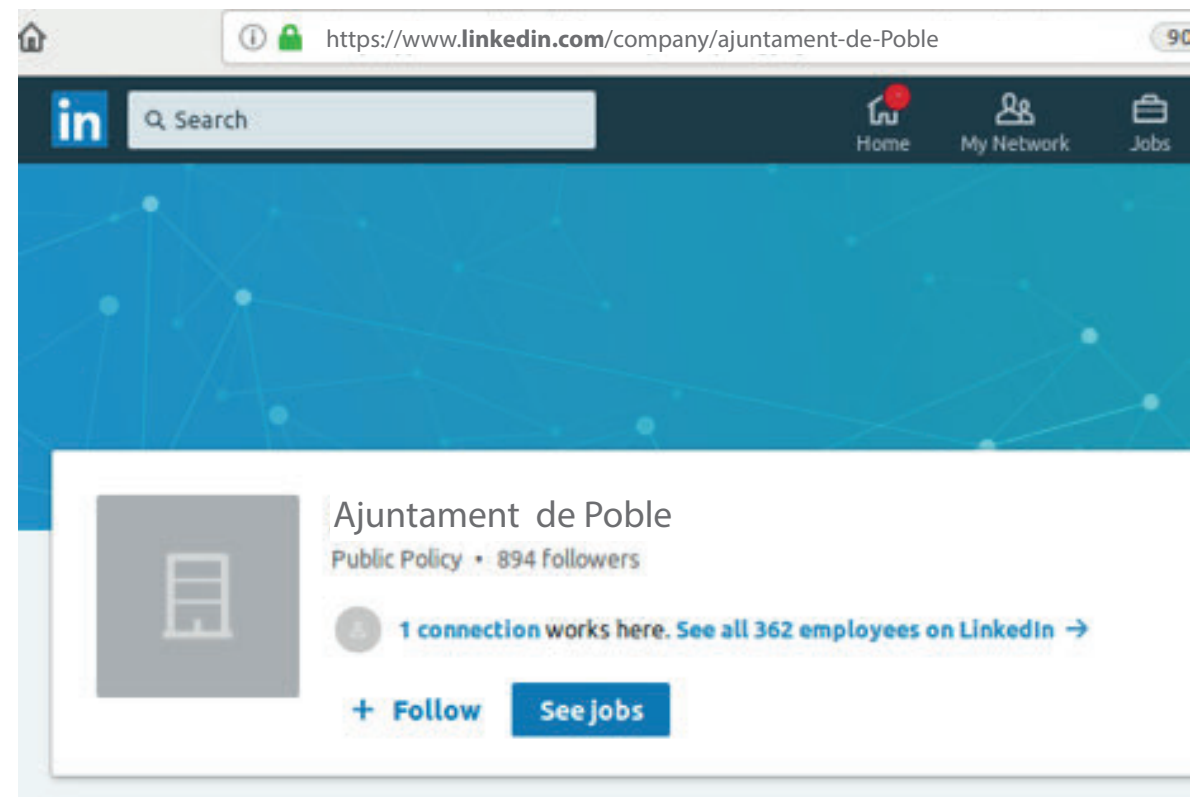 https://www.linkedin.com/company/ajuntament-de-Poble
90
in
Search
Home
My Network
Jobs
Ajuntament de Poble
Public Policy • 894 followers
1 connection works here. See all 362 employees on LinkedIn →
+ Follow
See jobs